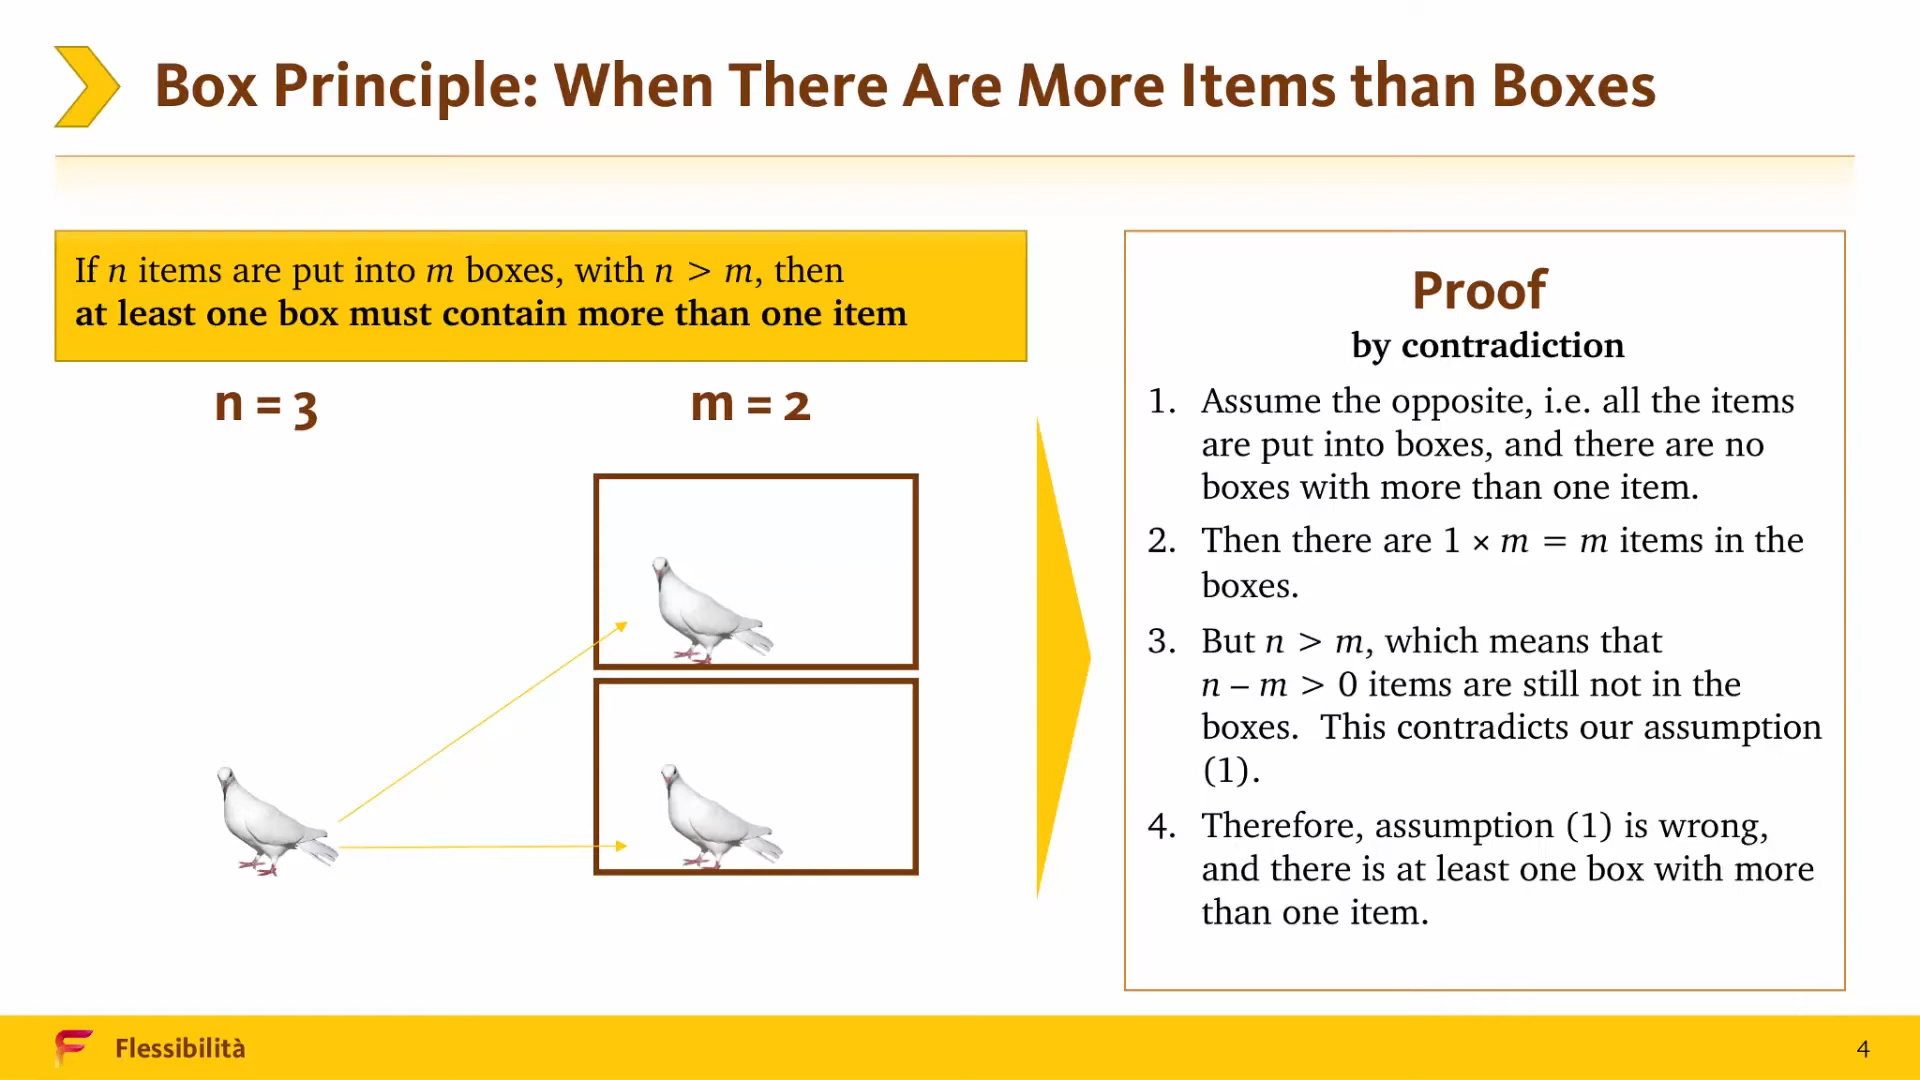 Box Principle: When There Are More Items than Boxes
If n items are put into m boxes, with n > m, then
at least one box must contain more than one item
n = 3
m = 2
Proof
by contradiction
1. Assume the opposite, i.e. all the items
are put into boxes, and there are no
boxes with more than one item.
2. Then there are 1 × m = m items in the
boxes.
3. But n > m, which means that
n – m > 0 items are still not in the
boxes. This contradicts our assumption
(1).
4. Therefore, assumption (1) is wrong,
and there is at least one box with more
than one item.
Flessibilità
4